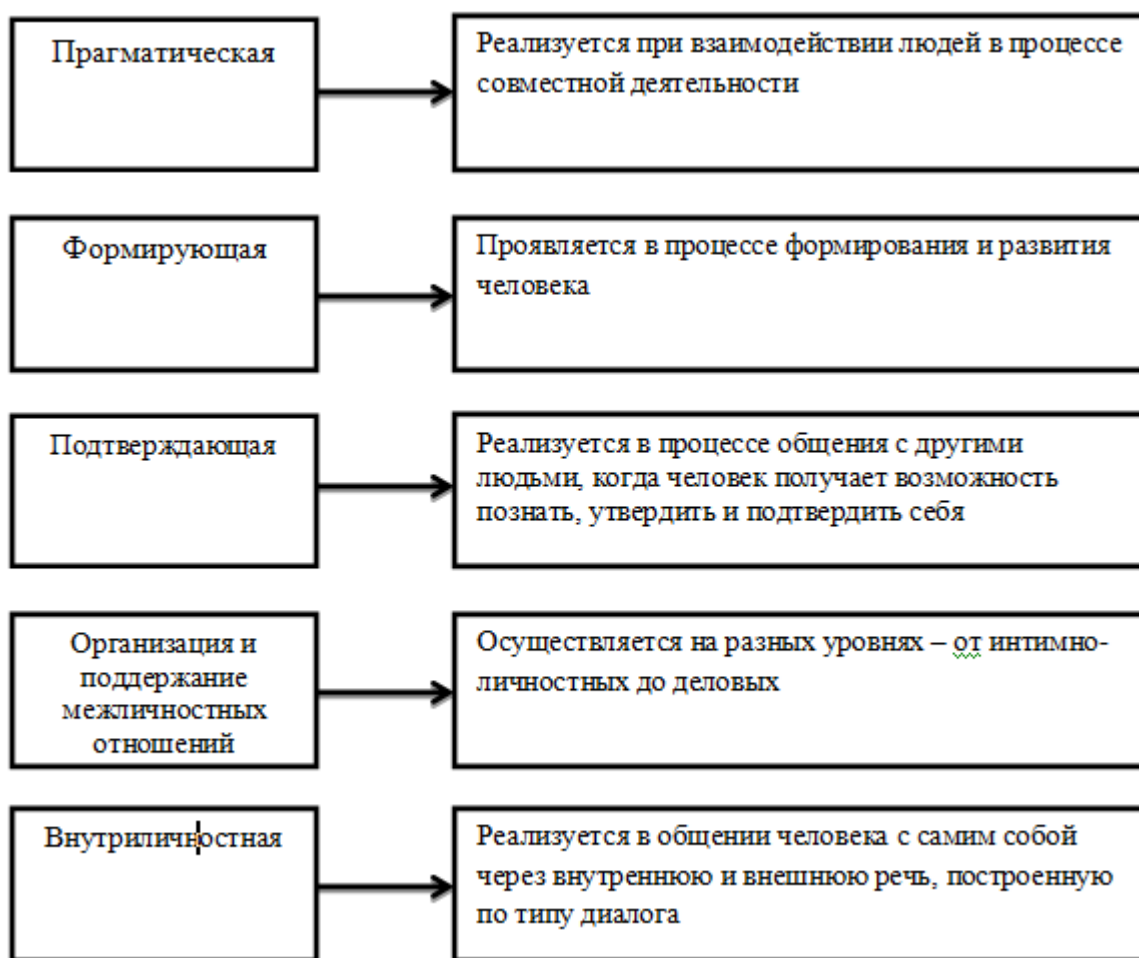 Прагматическая
Реализуется при взаимодействии людей в процессе
совместной деятельности
Формирующая
Проявляется в процессе формирования и развития
человека
Подтверждающая
Реализуется в процессе общения с другими
людьми, когда человек получает возможность
познать, утвердить и подтвердить себя
Организация и
поддержание
межличностных
отношений
Осуществляется на разных уровнях – от интимно-
личностных до деловых
Внутриличностная
Реализуется в общении человека с самим собой
через внутреннюю и внешнюю речь, построенную
по типу диалога